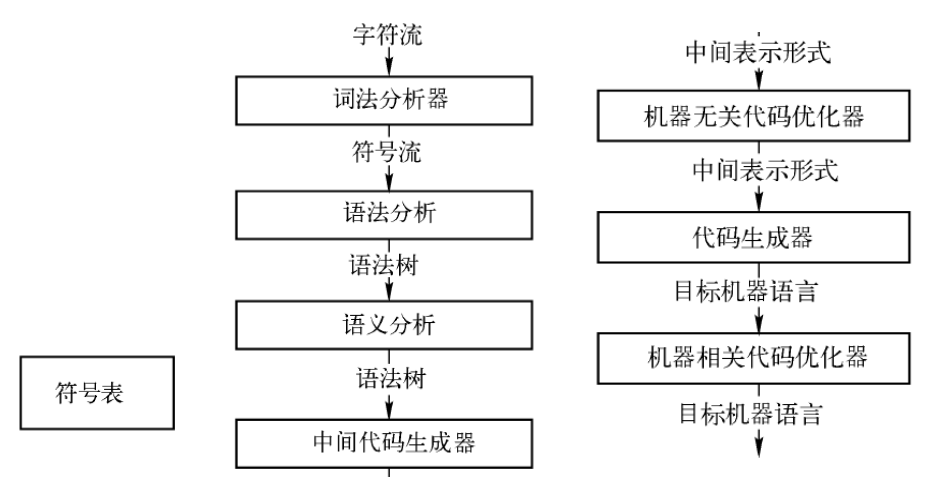 字符流
词法分析器
符号流
语法分析
语法树
语义分析
语法树
中间代码生成器
符号表
中间表示形式
机器无关代码优化器
中间表示形式
代码生成器
目标机器语言
机器相关代码优化器
目标机器语言